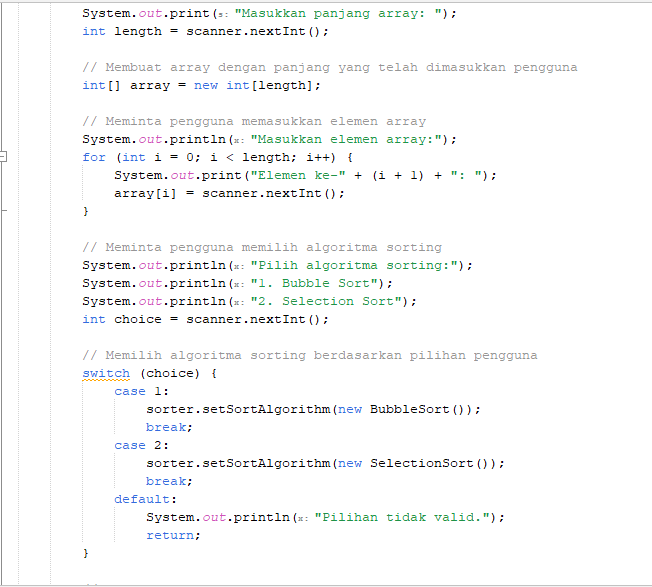 System.out.print(s: "Masukkan panjang array: ");
int length = scanner.nextInt();
// Membuat array dengan panjang yang telah dimasukkan pengguna
int[] array = new int[length];
// Meminta pengguna memasukkan elemen array
System.out.println(x: "Masukkan elemen array:");
for (int i = 0; i < length; i++) {
System.out.print("Elemen ke-" + (i + 1) + ": ");
array[i] = scanner.nextInt();
}
// Meminta pengguna memilih algoritma sorting
System.out.println(x: "Pilih algoritma sorting:");
System.out.println(x: "1. Bubble Sort");
System.out.println(x: "2. Selection Sort");
int choice = scanner.nextInt();
// Memilih algoritma sorting berdasarkan pilihan pengguna
switch (choice) {
case 1:
sorter.setSortAlgorithm(new BubbleSort());
break;
case 2:
sorter.setSortAlgorithm(new SelectionSort());
break;
default:
System.out.println(x: "Pilihan tidak valid.");
return;
}